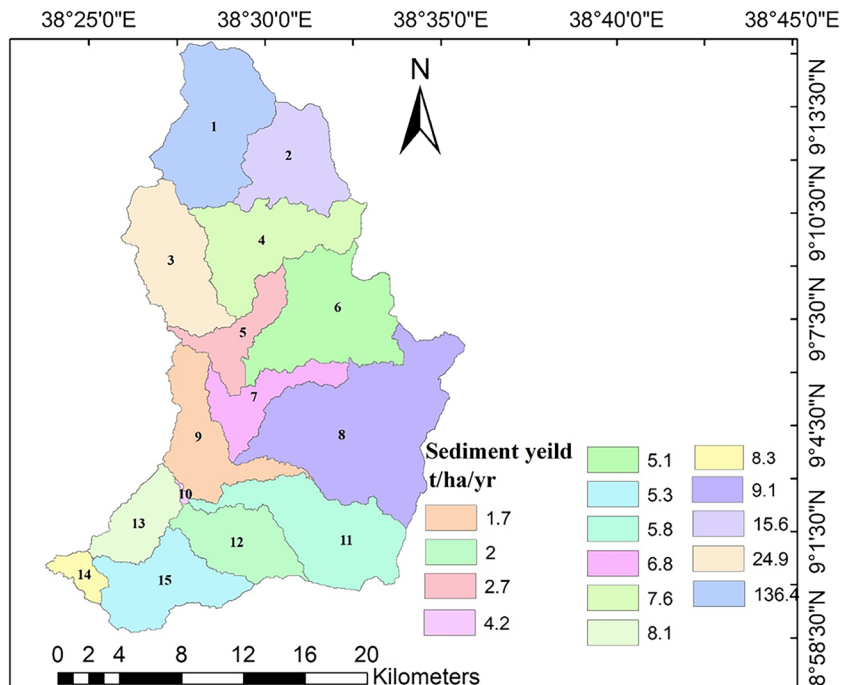 38°25'0"E 38°30'0"E 38°35'0"E 38°40'0"E 38°45'0"E
N
1
2
3
4
5
6
7
8
9
10
11
12
13
14
15
9°13'30"N
9°10'30"N
9°7'30"N
9°4'30"N
9°1'30"N
8°58'30"N
Sediment yeild
t/ha/yr
1.7
2
2.7
4.2
5.1
5.3
5.8
6.8
7.6
8.1
8.3
9.1
15.6
24.9
136.4
0 2 4 8 12 16 20
Kilometers